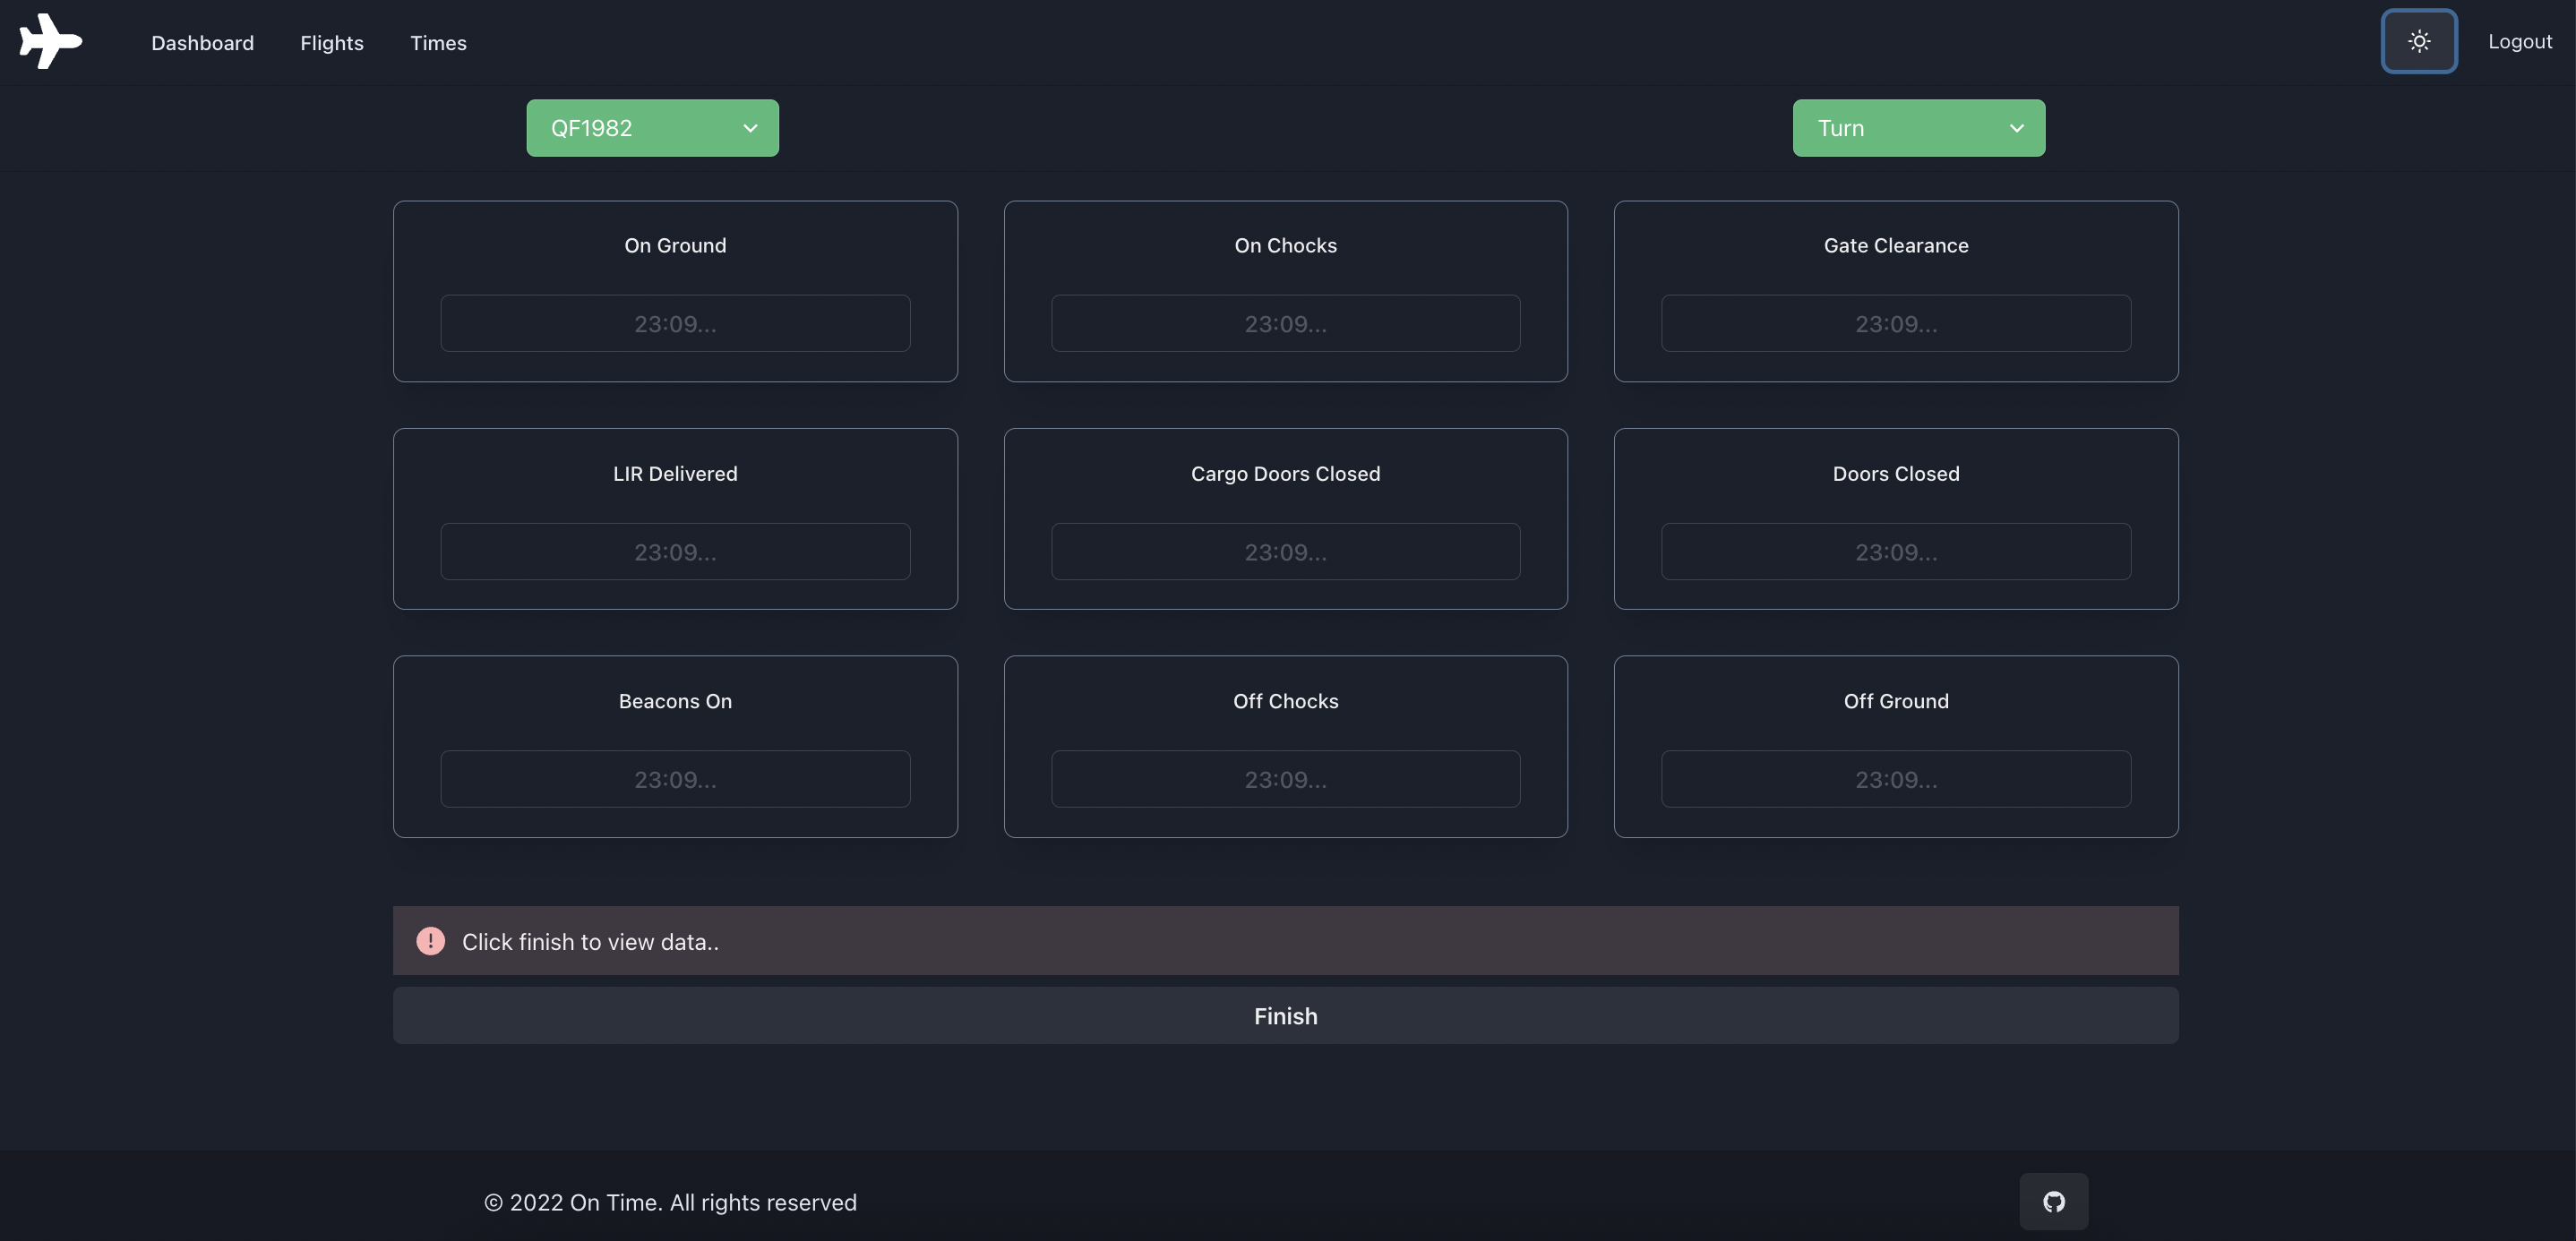 Dashboard Flights Times Logout
QF1982 Turn
On Ground On Chocks Gate Clearance
23:09... 23:09... 23:09...
LIR Delivered Cargo Doors Closed Doors Closed
23:09... 23:09... 23:09...
Beacons On Off Chocks Off Ground
23:09... 23:09... 23:09...
Click finish to view data..
Finish
© 2022 On Time. All rights reserved